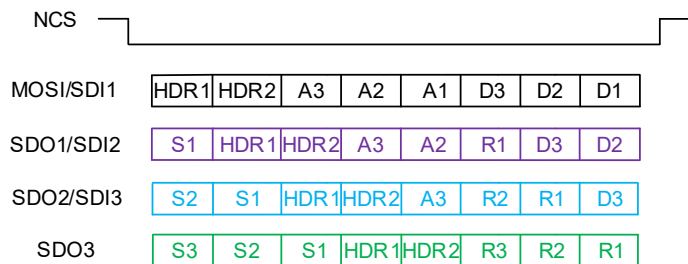 NCS
MOSI/SDI1 HDR1 HDR2 A3 A2 A1 D3 D2 D1
SDO1/SDI2 S1 HDR1 HDR2 A3 A2 R1 D3 D2
SDO2/SDI3 S2 S1 HDR1 HDR2 A3 R2 R1 D3
SDO3 S3 S2 S1 HDR1 HDR2 R3 R2 R1